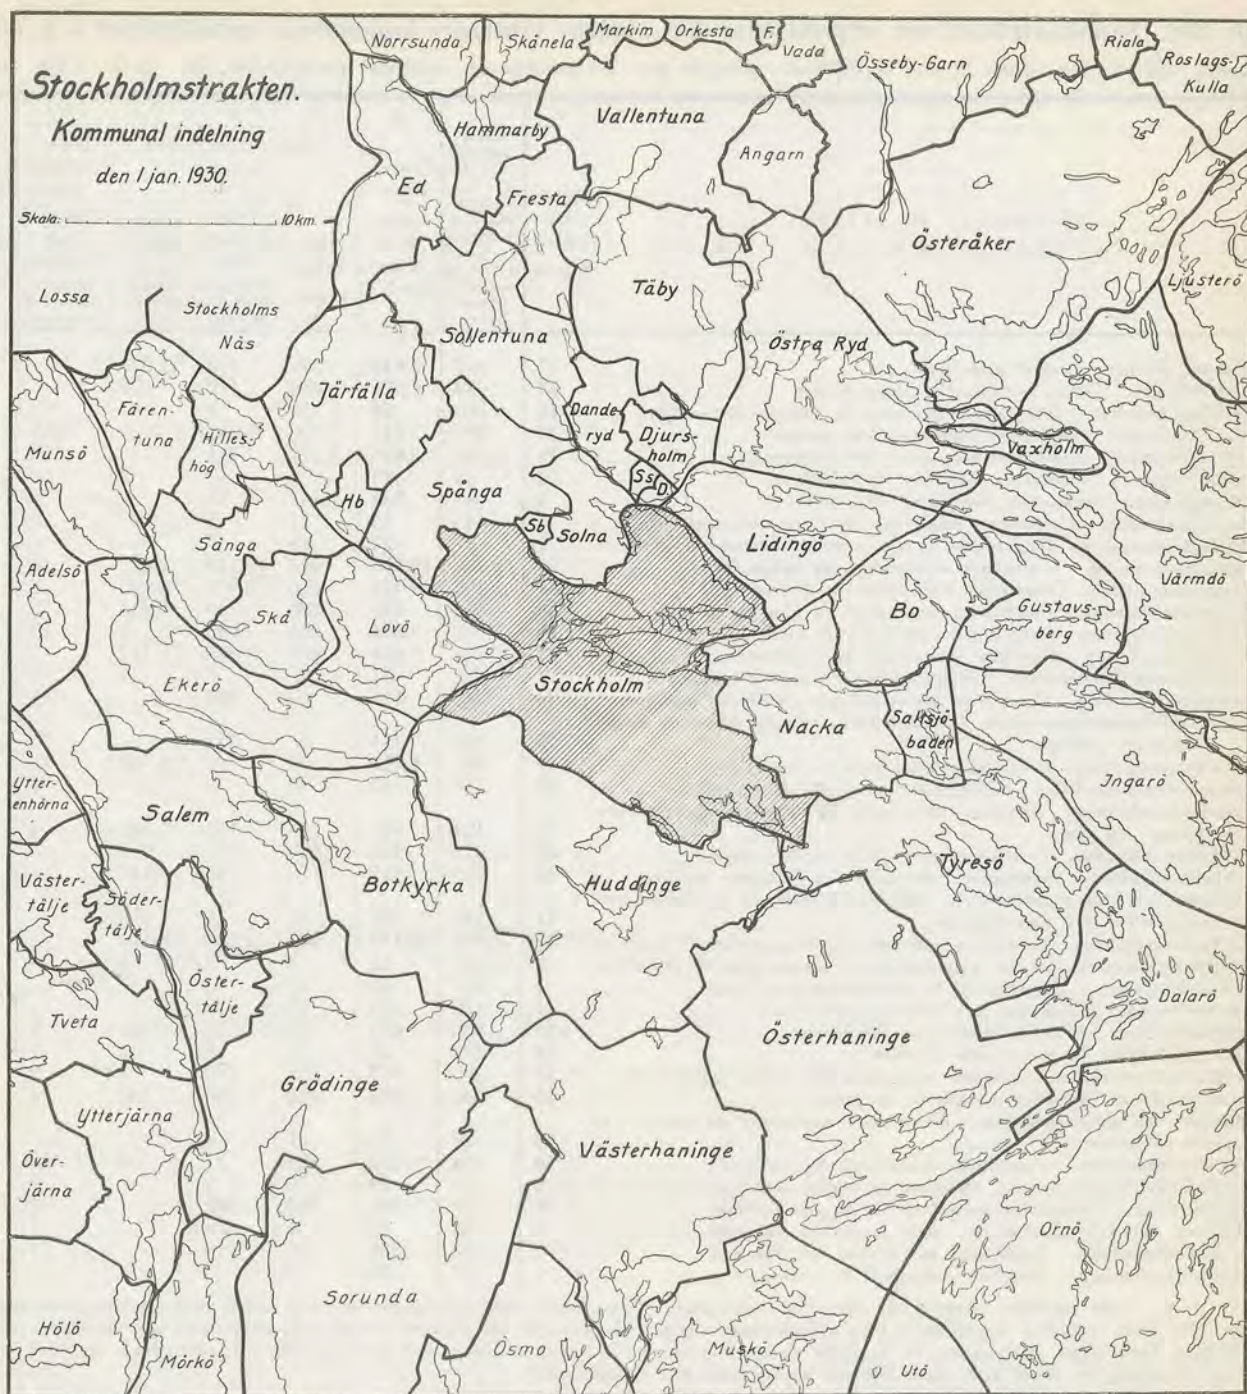 Stockholmstrakten.
Kommunal indelning
den 1 jan. 1930.
Skala: 10 km.
Norrsunda
Skånela
Markim
Orkesta
F.
Vada
Össeby-Garn
Riala
Roslags-
Kulla
Hammarby
Vallentuna
Angarn
Ed
Fresta
Österåker
Ljusterö
Lossa
Stockholms
Näs
Täby
Sollentuna
Östra Ryd
Järfälla
Fären-
tuna
Hilles-
hög
Munsö
Dande-
ryd
Djurs-
holm
Vaxholm
Hb
Spånga
Ss
D.
Sb
Solna
Lidingö
Sånga
Adelsö
Skå
Lovö
Bo
Gustavs-
berg
Värmdö
Ekerö
Stockholm
Nacka
Saltsjö-
baden
Ingarö
Ytter-
enhörna
Salem
Väster-
tälje
Söder-
tälje
Botkyrka
Huddinge
Tyresö
Öster-
tälje
Tveta
Dalarö
Österhaninge
Grödinge
Ytterjärna
Över-
järna
Västerhaninge
Ornö
Sorunda
Hölö
Mörkö
Ösmo
Muskö
Utö